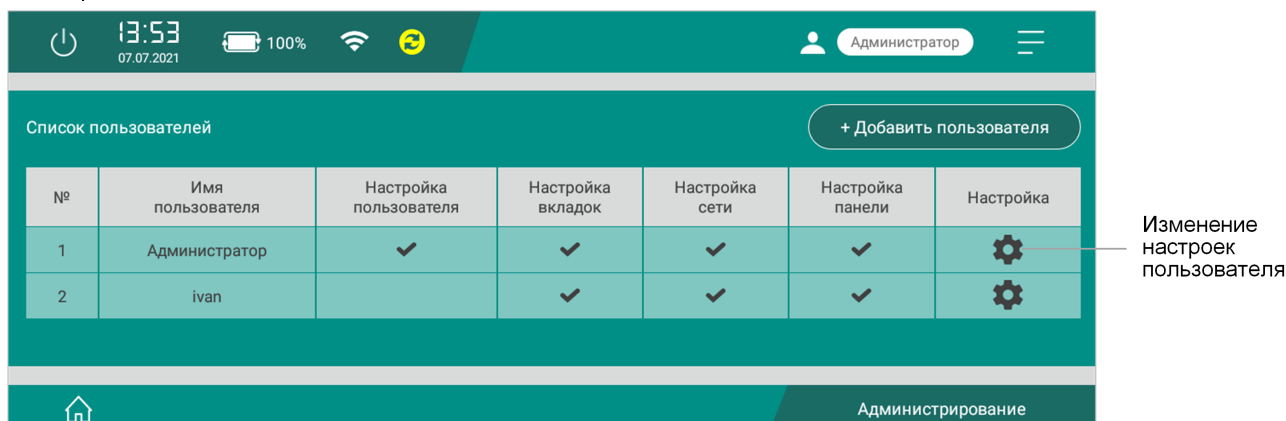 13:53
07.07.2021
100%
Администратор
Список пользователей
+ Добавить пользователя
№
Имя
пользователя
Настройка
пользователя
Настройка
вкладок
Настройка
сети
Настройка
панели
Настройка
1 Администратор
2 ivan
Изменение
настроек
пользователя
Администрирование